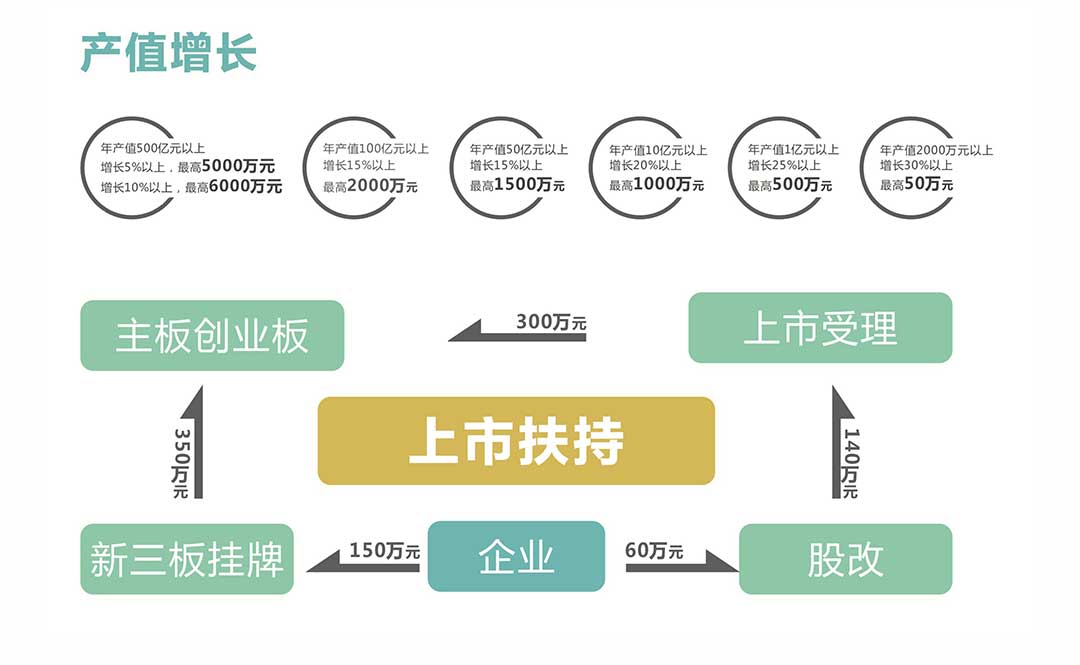 产值增长
年产值500亿元以上
增长5%以上，最高5000万元
增长10%以上，最高6000万元
年产值100亿元以上
增长15%以上
最高2000万元
年产值50亿元以上
增长15%以上
最高1500万元
年产值10亿元以上
增长20%以上
最高1000万元
年产值1亿元以上
增长25%以上
最高500万元
年产值2000万元以上
增长30%以上
最高50万元
主板创业板
300万元
上市受理
上市扶持
350万元
140万元
新三板挂牌
150万元
企业
60万元
股改